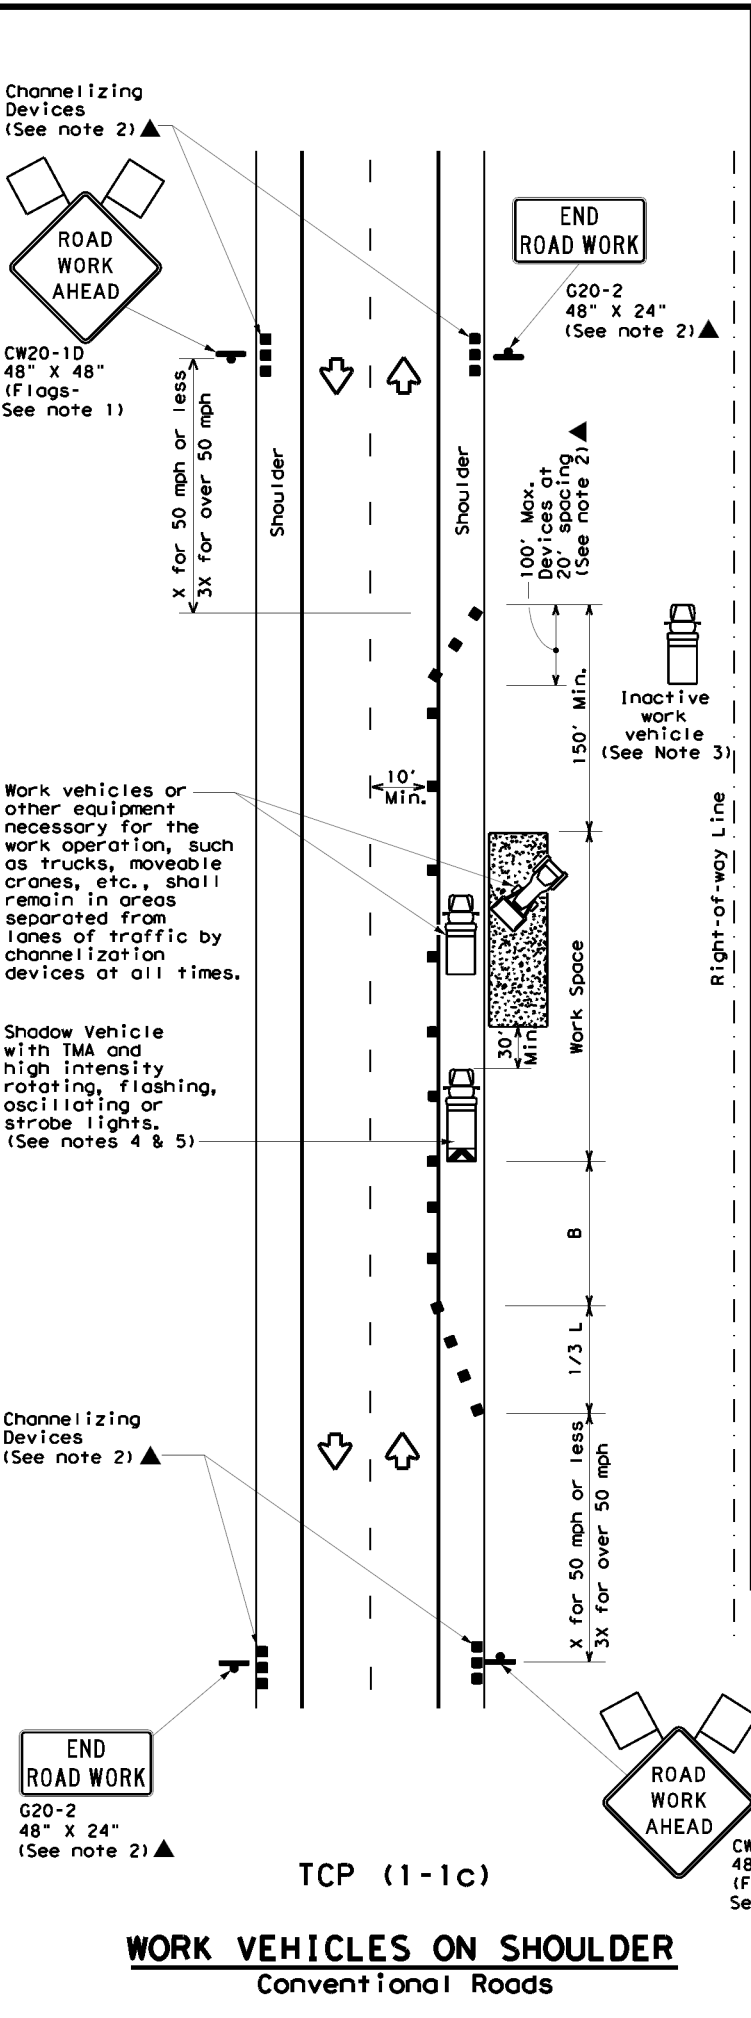 Channelizing
Devices
(See note 2)▲
ROAD
WORK
AHEAD
CW20-1D
48" X 48"
(Flags-
See note 1)
END
ROAD WORK
G20-2
48" X 24"
(See note 2)▲
X for 50 mph or less
3X for over 50 mph
Shoulder
Shoulder
100' Max.
Devices at
20' spacing
(See note 2)▲
150' Min.
Inactive
work
vehicle
(See Note 3)
10'
Min.
Work vehicles or
other equipment
necessary for the
work operation, such
as trucks, moveable
cranes, etc., shall
remain in areas
separated from
lanes of traffic by
channelization
devices at all times.
Right-of-way Line
Work Space
30'
Min.
Shadow Vehicle
with TMA and
high intensity
rotating, flashing,
oscillating or
strobe lights.
(See notes 4 & 5)
B
1/3 L
Channelizing
Devices
(See note 2)▲
X for 50 mph or less
3X for over 50 mph
END
ROAD WORK
G20-2
48" X 24"
(See note 2)▲
ROAD
WORK
AHEAD
CW
48
(F
Se
TCP (1-1c)
WORK VEHICLES ON SHOULDER
Conventional Roads